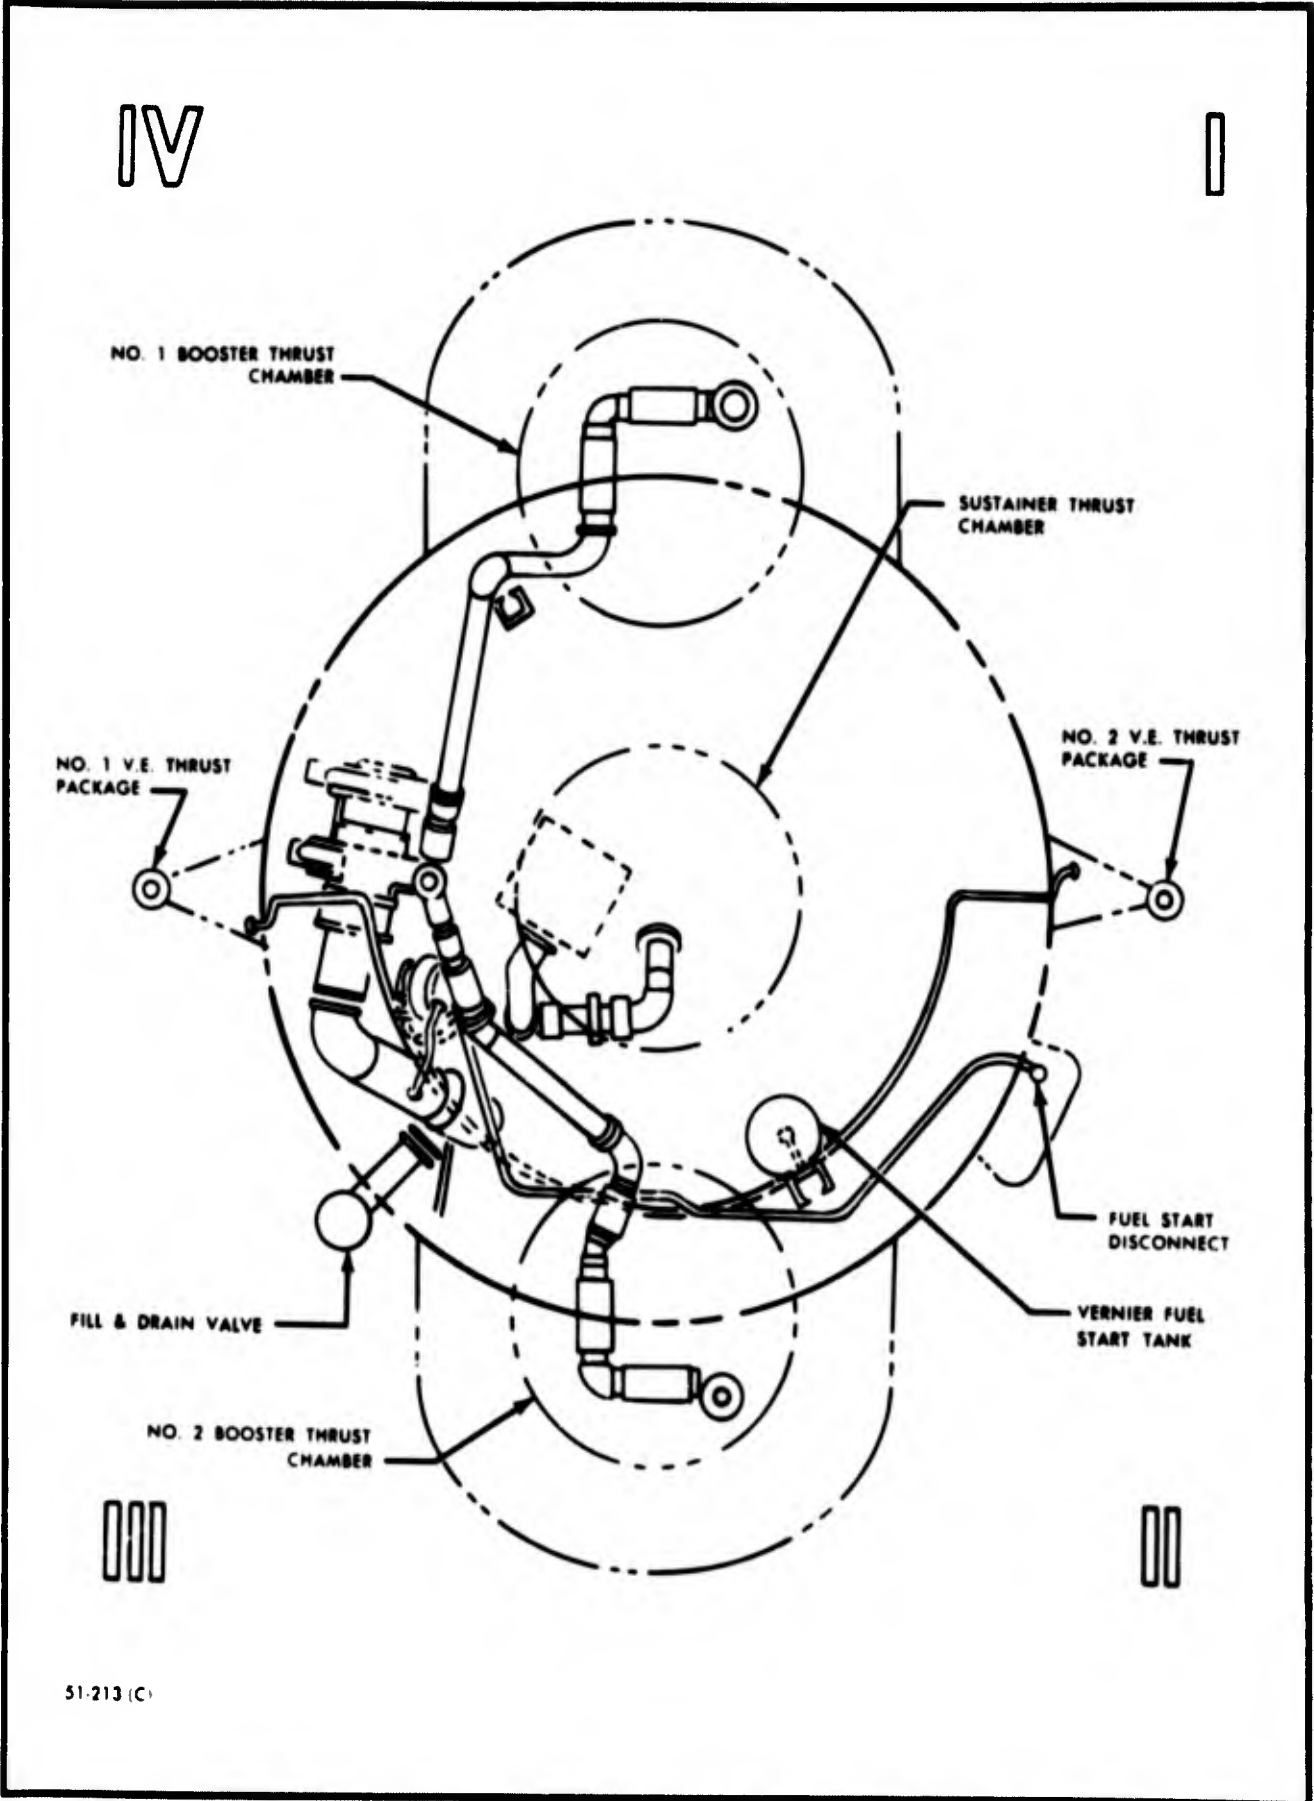 IV
I
NO. 1 BOOSTER THRUST
CHAMBER
SUSTAINER THRUST
CHAMBER
NO. 1 V.E. THRUST
PACKAGE
NO. 2 V.E. THRUST
PACKAGE
FUEL START
DISCONNECT
FILL & DRAIN VALVE
VERNIER FUEL
START TANK
NO. 2 BOOSTER THRUST
CHAMBER
III
II
51-213 (C)